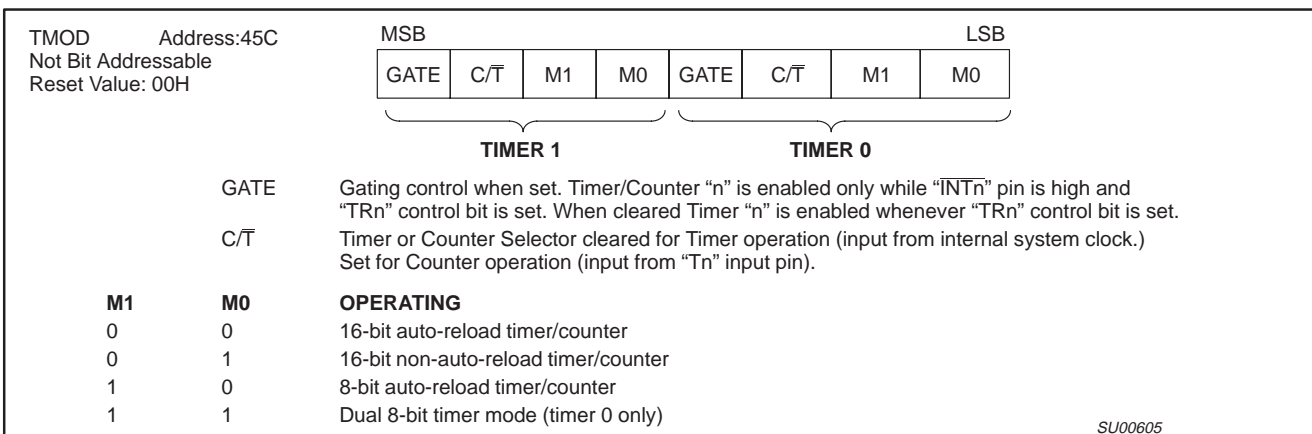 TMOD Address:45C
Not Bit Addressable
Reset Value: 00H
MSB LSB
GATE C/T̅ M1 M0 GATE C/T̅ M1 M0
TIMER 1 TIMER 0
GATE Gating control when set. Timer/Counter “n” is enabled only while “I̅N̅T̅n̅” pin is high and
“TRn” control bit is set. When cleared Timer “n” is enabled whenever “TRn” control bit is set.
C/T̅ Timer or Counter Selector cleared for Timer operation (input from internal system clock.)
Set for Counter operation (input from “Tn” input pin).
M1 M0 OPERATING
0 0 16-bit auto-reload timer/counter
0 1 16-bit non-auto-reload timer/counter
1 0 8-bit auto-reload timer/counter
1 1 Dual 8-bit timer mode (timer 0 only)
SU00605